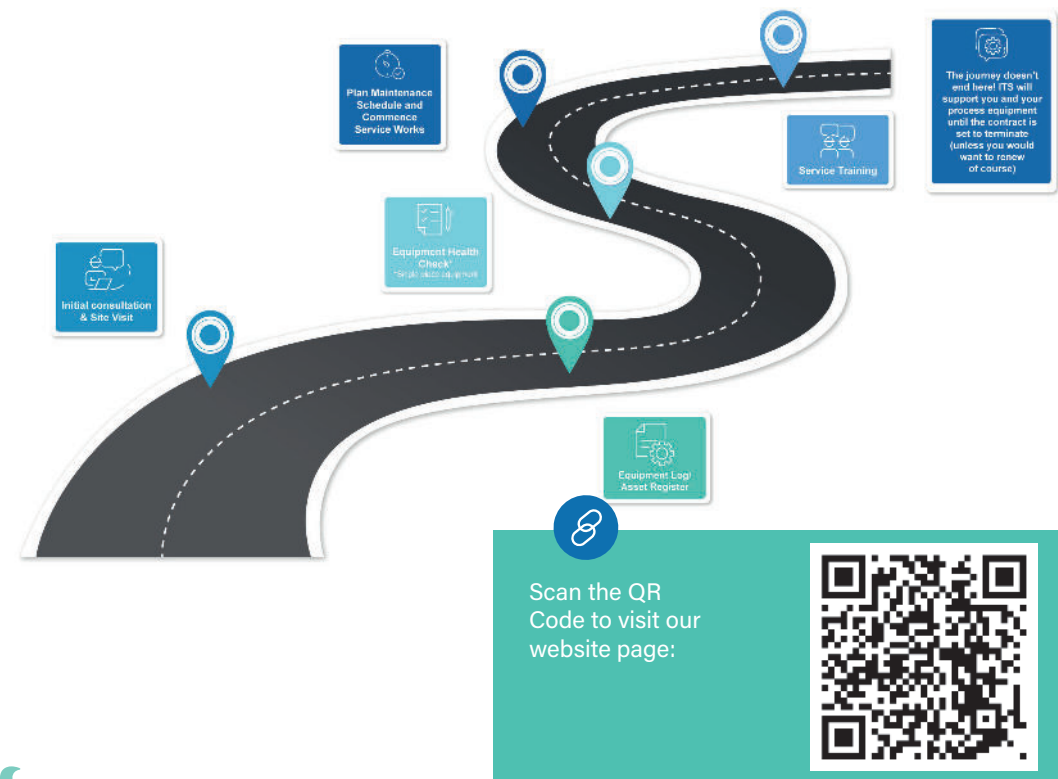 Plan Maintenance
Schedule and
Commence
Service Works
The journey doesn't
end here! ITS will
support you and your
process equipment
until the contract is
set to terminate
(unless you would
want to renew
of course)
Service Training
Equipment Health
Check*
Initial consultation
& Site Visit
Equipment Log/
Asset Register
Scan the QR
Code to visit our
website page: